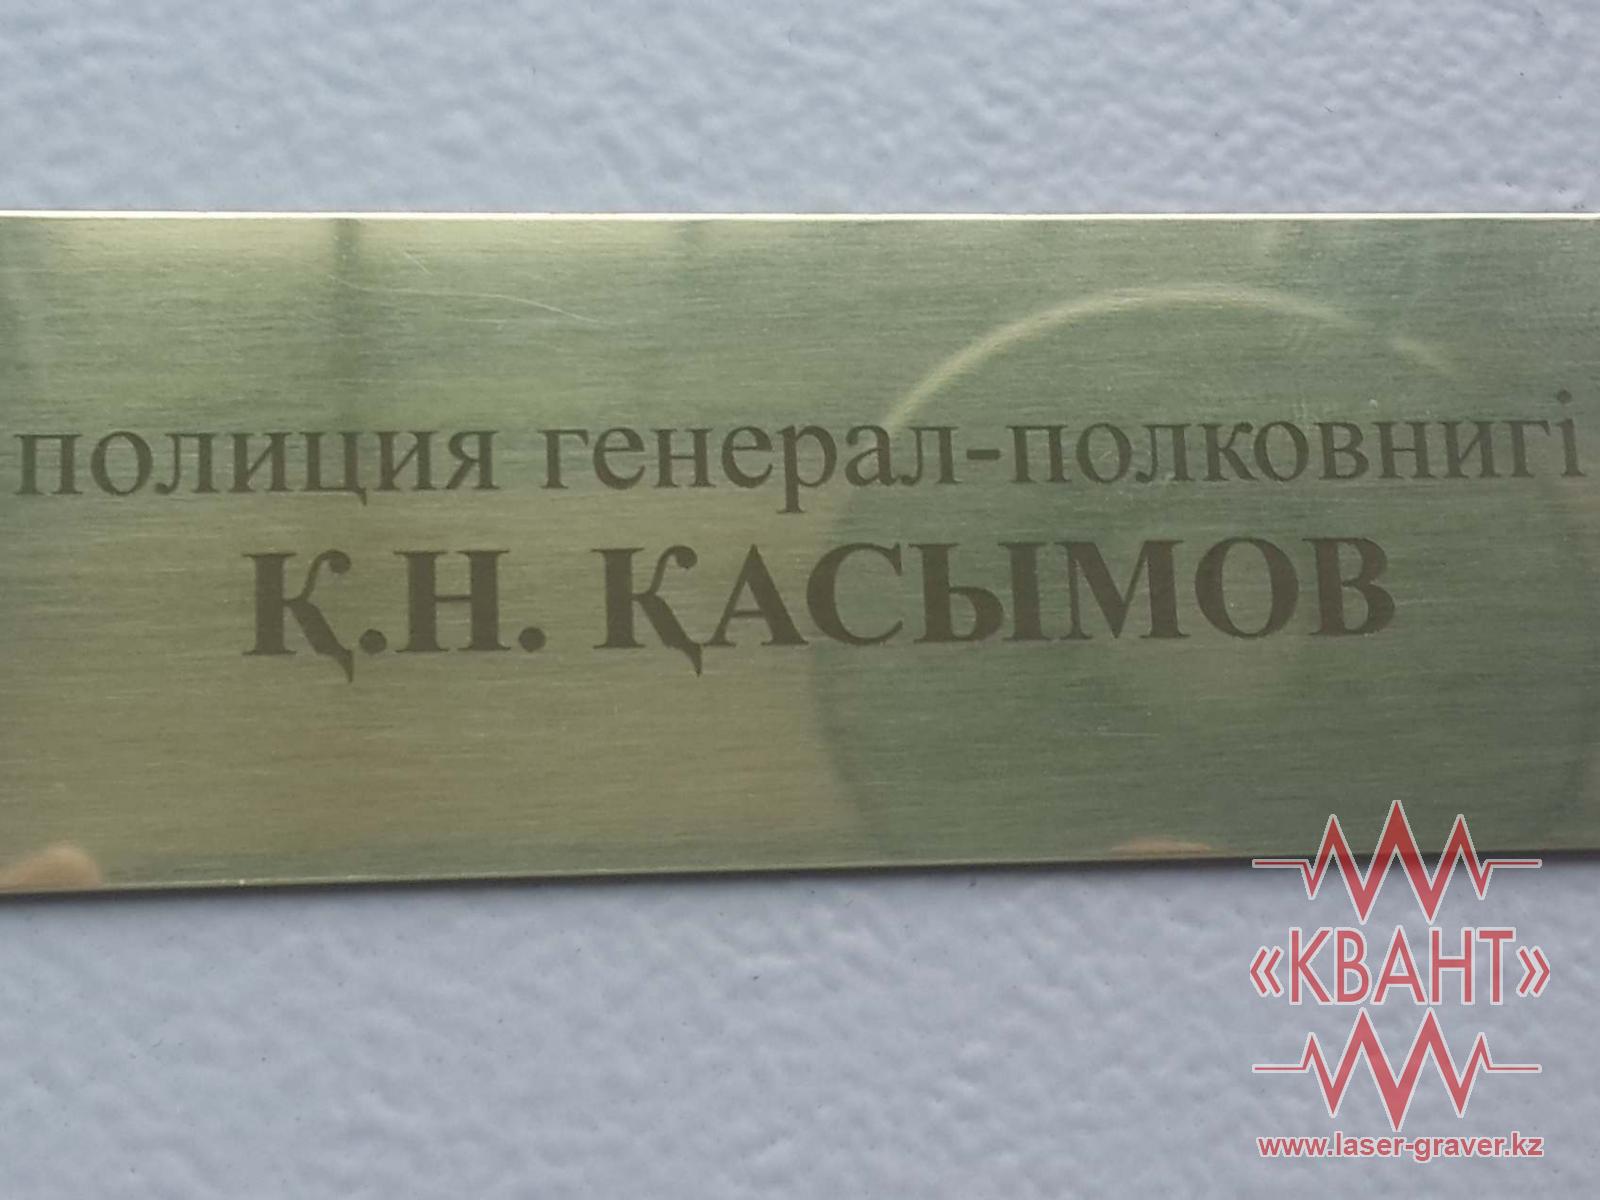 полиция генерал-полковнигі
Қ.Н. ҚАСЫМОВ
«КВАНТ»
www.laser-graver.kz